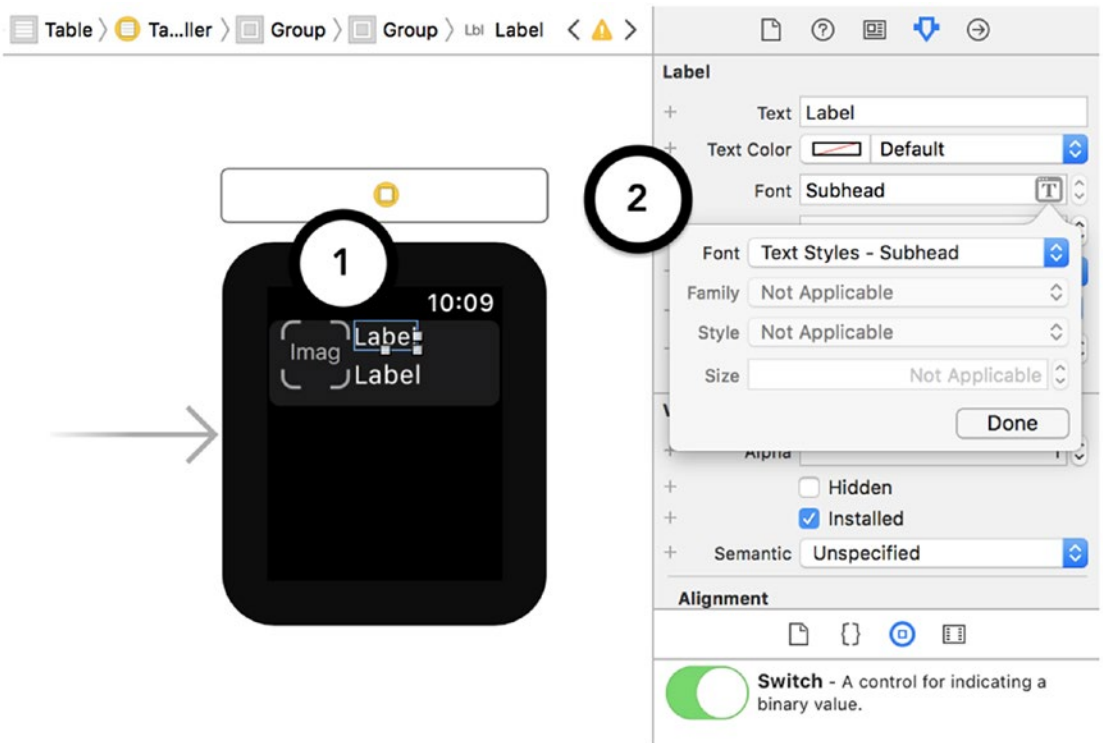 Table 〉 Ta...ller 〉 Group 〉 Group 〉 Lbl Label < >
Label
+ Text Label
+ Text Color Default
Font Subhead T
2
1
Font Text Styles - Subhead
Family Not Applicable
Style Not Applicable
Size Not Applicable
Done
10:09
Imag Label
Label
+ Alpha 1
+ Hidden
+ Installed
+ Semantic Unspecified
Alignment
{}
Switch - A control for indicating a
binary value.